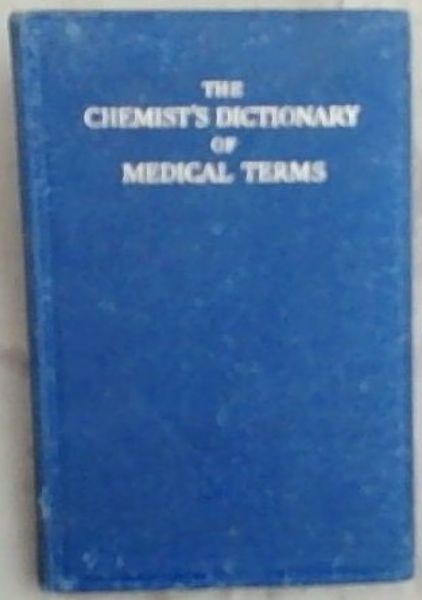 THE
CHEMIST'S DICTIONARY
OF
MEDICAL TERMS